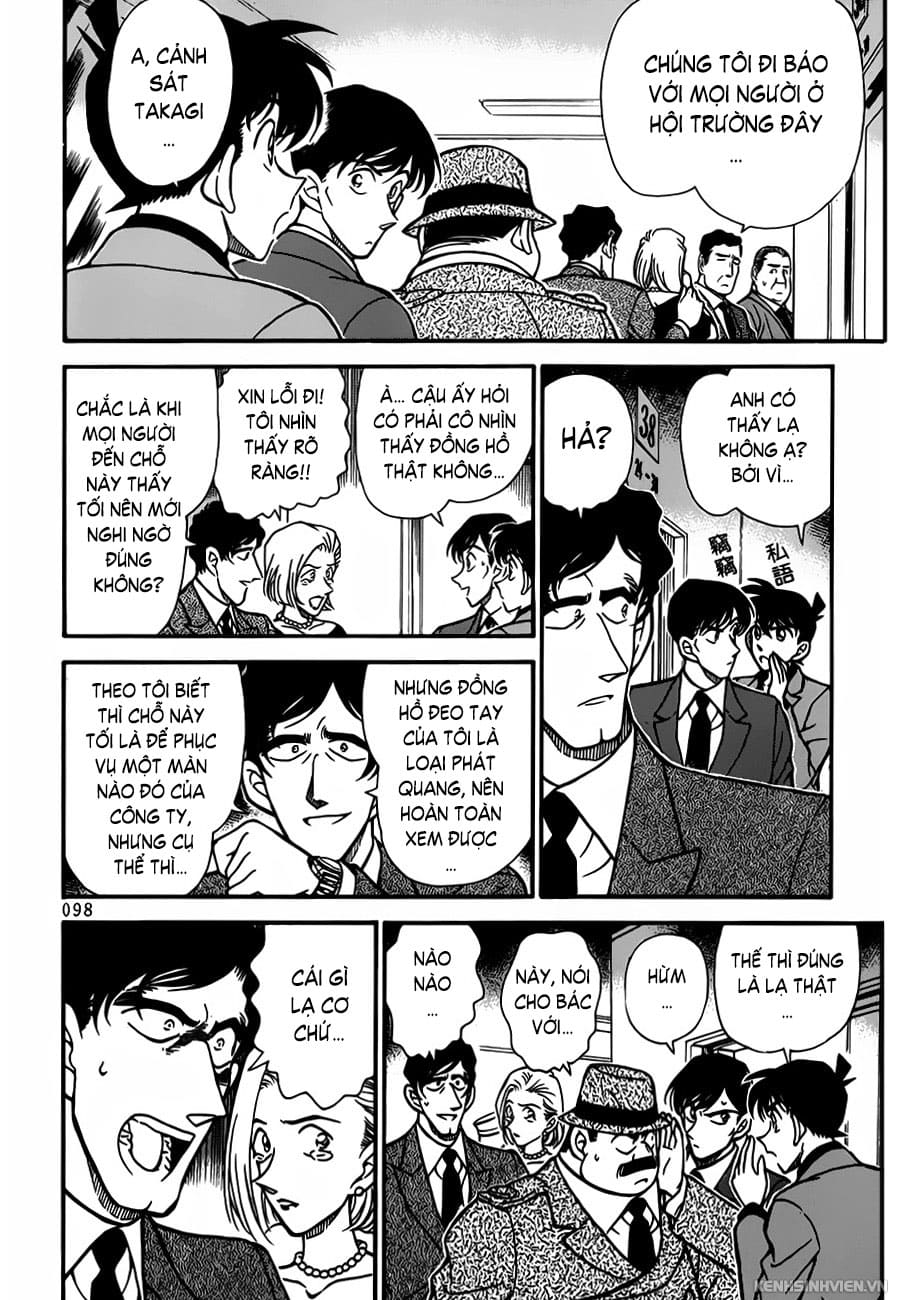 CHÚNG TÔI ĐI BÁO
VỚI MỌI NGƯỜI Ở
HỘI TRƯỜNG ĐÂY
...
A, CẢNH
SÁT
TAKAGI
...
ANH CÓ
THẤY LẠ
KHÔNG Ạ?
BỞI VÌ...
HẢ?
38
私語
竊竊
À... CẬU ẤY HỎI
CÓ PHẢI CÔ NHÌN
THẤY ĐỒNG HỒ
THẬT KHÔNG...
XIN LỖI ĐI!
TÔI NHÌN
THẤY RÕ
RÀNG!!
CHẮC LÀ KHI
MỌI NGƯỜI
ĐẾN CHỖ
NÀY THẤY
TỐI NÊN MỚI
NGHI NGỜ
ĐÚNG
KHÔNG?
NHƯNG ĐỒNG
HỒ ĐEO TAY
CỦA TÔI LÀ
LOẠI PHÁT
QUANG, NÊN
HOÀN TOÀN
XEM ĐƯỢC
...
THEO TÔI BIẾT
THÌ CHỖ NÀY
TỐI LÀ ĐỂ PHỤC
VỤ MỘT MÀN
NÀO ĐÓ CỦA
CÔNG TY,
NHƯNG CỤ
THỂ THÌ...
098
THẾ THÌ ĐÚNG
LÀ LẠ THẬT
...
HỪM
...
NÀY, NÓI
CHO BÁC
VỚI...
NÀO
NÀO
...
CÁI GÌ
LẠ CƠ
CHỨ...
KENHSINHVIEN.VN